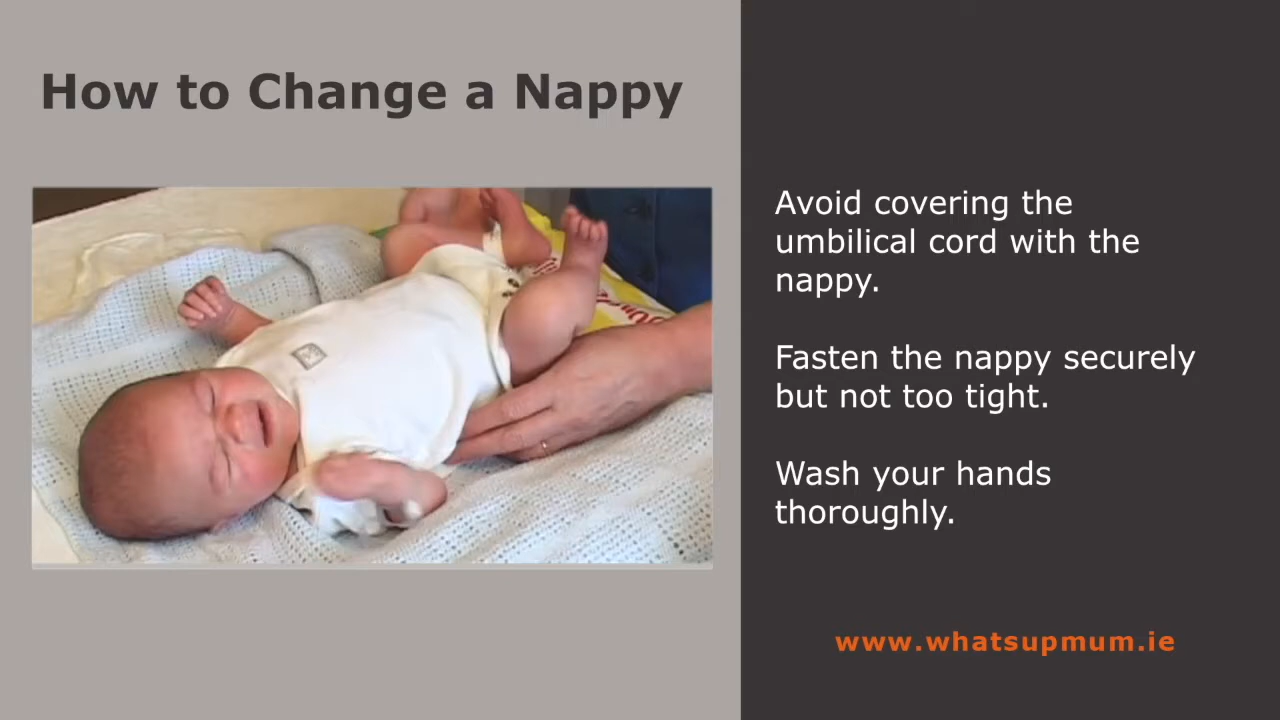 How to Change a Nappy
Avoid covering the
umbilical cord with the
nappy.
Fasten the nappy securely
but not too tight.
Wash your hands
thoroughly.
www.whatsupmum.ie